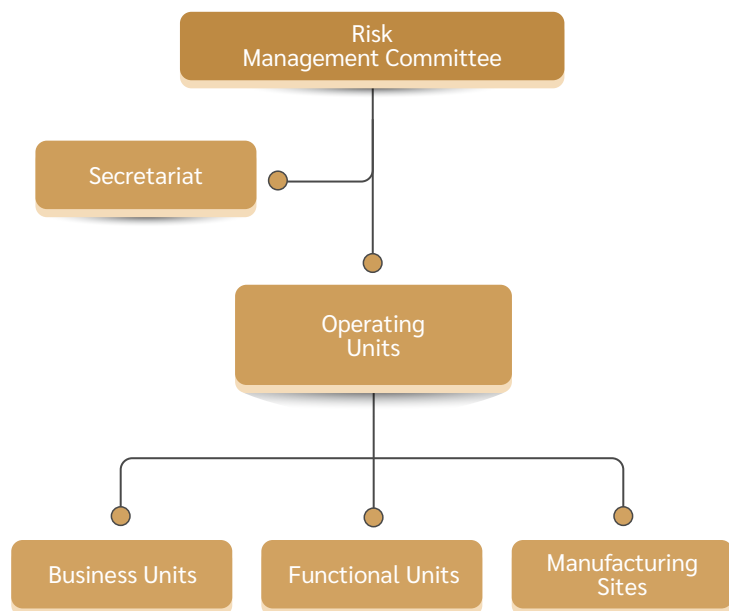 Risk
Management Committee
Secretariat
Operating
Units
Business Units
Functional Units
Manufacturing
Sites